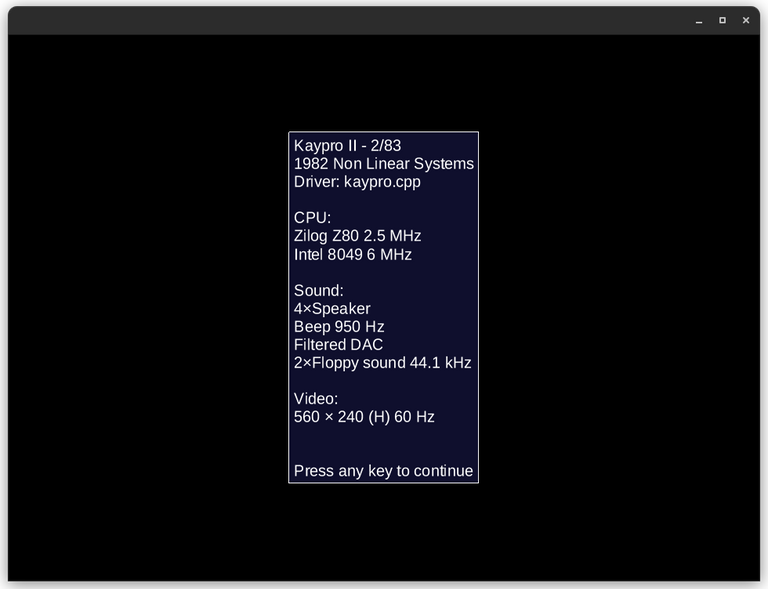 Kaypro II - 2/83
1982 Non Linear Systems
Driver: kaypro.cpp
CPU:
Zilog Z80 2.5 MHz
Intel 8049 6 MHz
Sound:
4×Speaker
Beep 950 Hz
Filtered DAC
2×Floppy sound 44.1 kHz
Video:
560 × 240 (H) 60 Hz
Press any key to continue